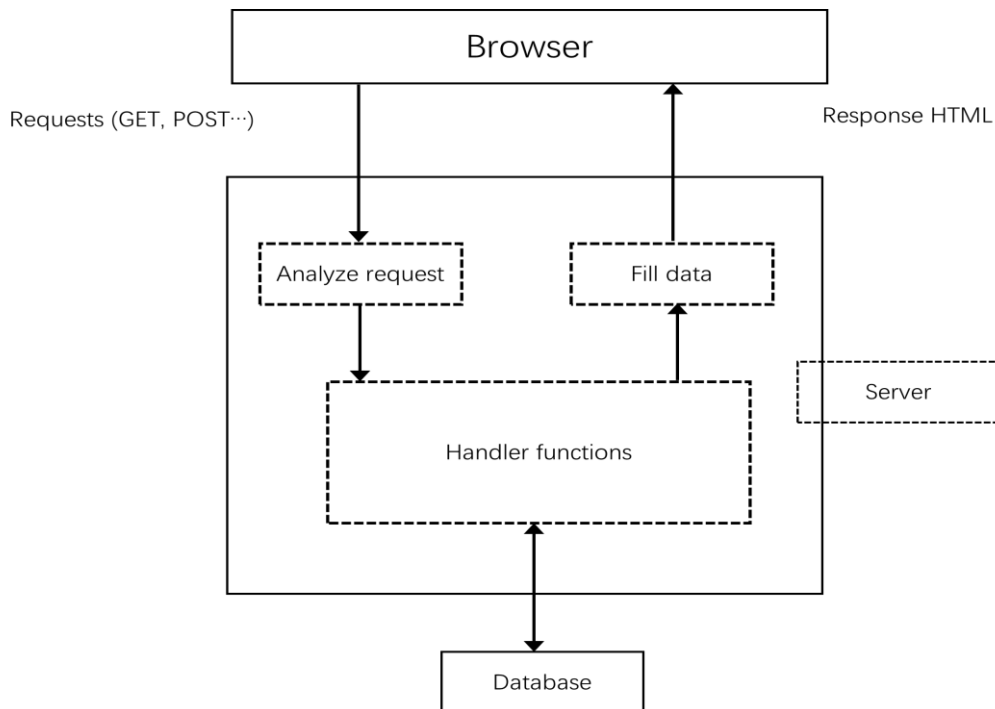 Browser
Requests (GET, POST⋯)
Response HTML
Analyze request
Fill data
Server
Handler functions
Database